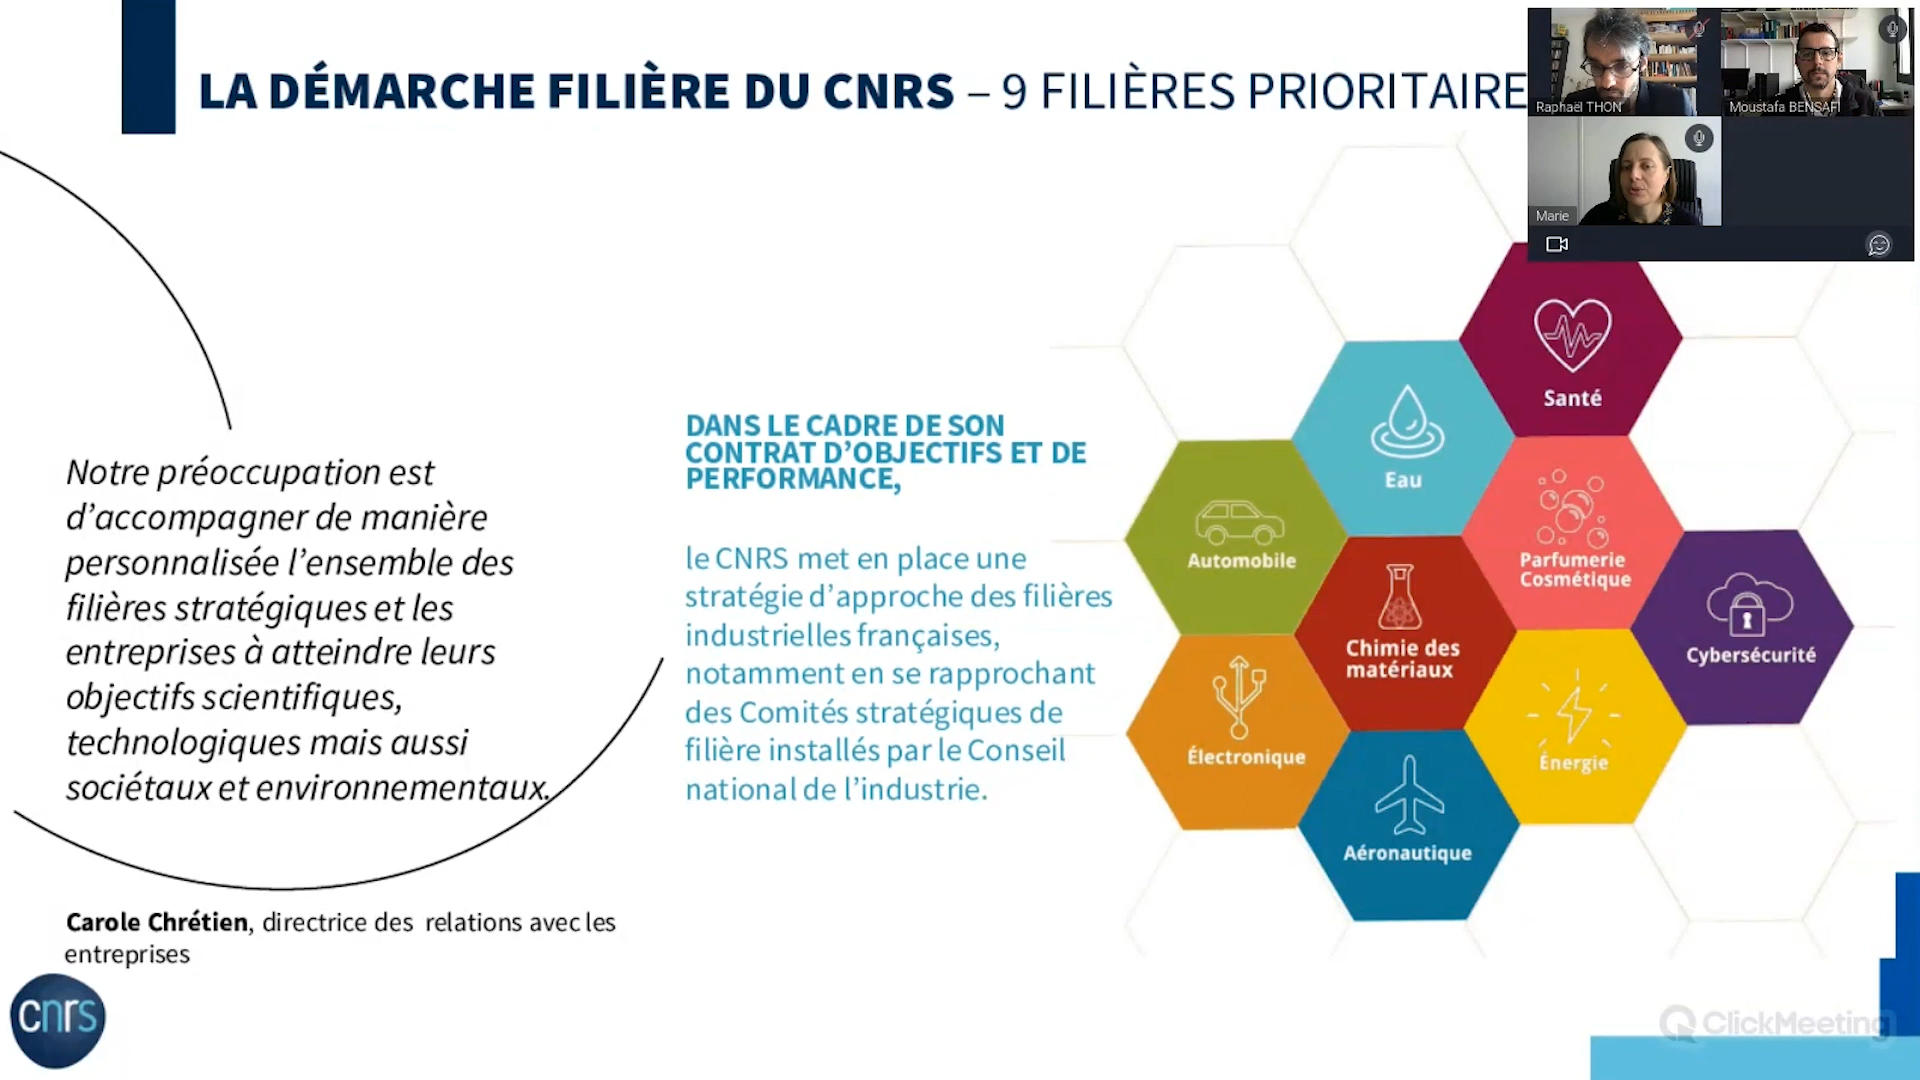 LA DÉMARCHE FILIÈRE DU CNRS – 9 FILIÈRES PRIORITAIRE
Raphaël THON
Moustafa BENSAFI
Marie
Notre préoccupation est
d’accompagner de manière
personnalisée l’ensemble des
filières stratégiques et les
entreprises à atteindre leurs
objectifs scientifiques,
technologiques mais aussi
sociétaux et environnementaux.
Carole Chrétien, directrice des relations avec les
entreprises
DANS LE CADRE DE SON
CONTRAT D’OBJECTIFS ET DE
PERFORMANCE,
le CNRS met en place une
stratégie d’approche des filières
industrielles françaises,
notamment en se rapprochant
des Comités stratégiques de
filière installés par le Conseil
national de l’industrie.
Santé
Eau
Automobile
Parfumerie
Cosmétique
Chimie des
matériaux
Cybersécurité
Électronique
Énergie
Aéronautique
cnrs
ClickMeeting